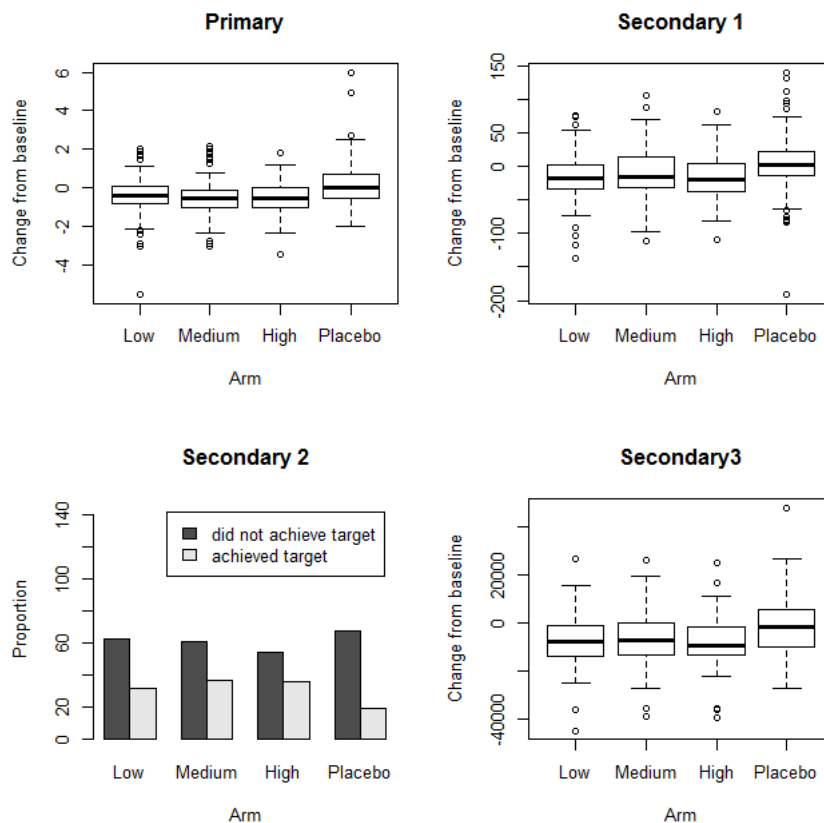 Primary
Change from baseline
6
4
2
0
-2
-4
Low Medium High Placebo
Arm
Secondary 1
Change from baseline
150
50
0
-100
-200
Low Medium High Placebo
Arm
Secondary 2
Proportion
140
100
60
20
0
did not achieve target
achieved target
Low Medium High Placebo
Arm
Secondary3
Change from baseline
20000
0
-40000
Low Medium High Placebo
Arm